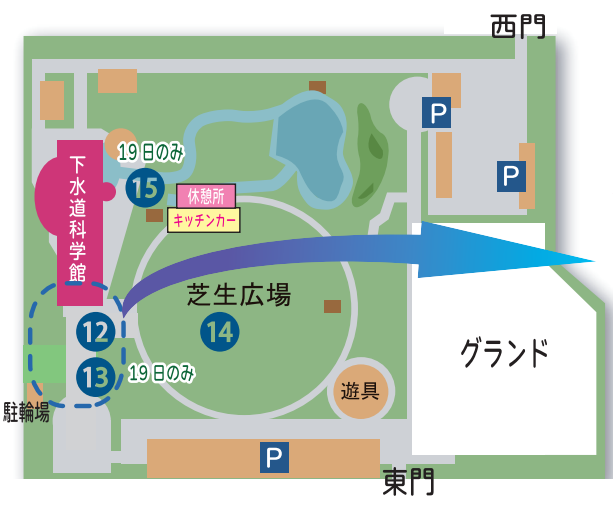 西門
P
P
下水道科学館
19日のみ
15
休憩所
キッチンカー
芝生広場
14
12
13
19日のみ
グランド
遊具
駐輪場
P
東門